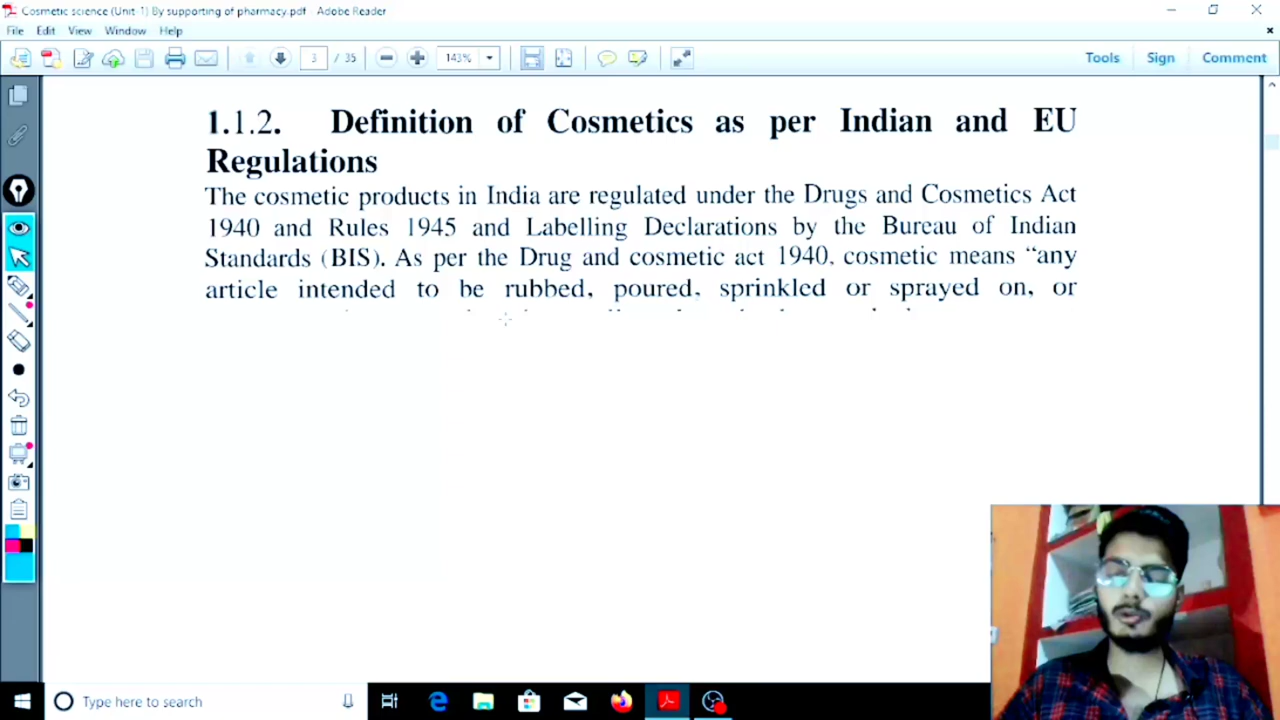 Cosmetic science (Unit-1) By supporting of pharmacy.pdf - Adobe Reader
File Edit View Window Help
3 / 35 143% Tools Sign Comment
1.1.2. Definition of Cosmetics as per Indian and EU
Regulations
The cosmetic products in India are regulated under the Drugs and Cosmetics Act
1940 and Rules 1945 and Labelling Declarations by the Bureau of Indian
Standards (BIS). As per the Drug and cosmetic act 1940, cosmetic means “any
article intended to be rubbed, poured, sprinkled or sprayed on, or
Type here to search